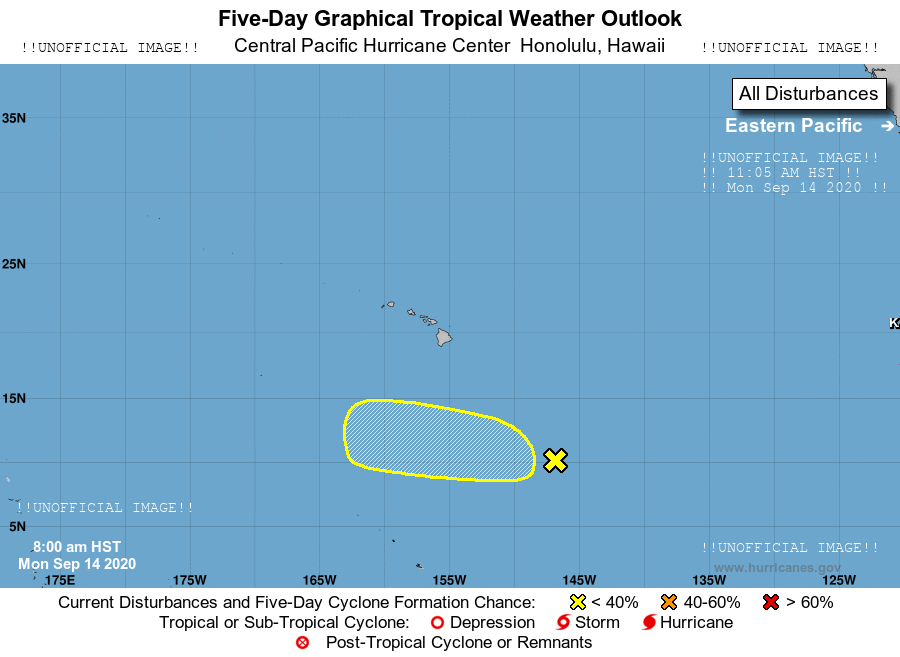 Five-Day Graphical Tropical Weather Outlook
!!UNOFFICIAL IMAGE!! Central Pacific Hurricane Center Honolulu, Hawaii !!UNOFFICIAL IMAGE!!
All Disturbances
35N
Eastern Pacific →
!!UNOFFICIAL IMAGE!!
!! 11:05 AM HST !!
!! Mon Sep 14 2020 !!
25N
15N
!!UNOFFICIAL IMAGE!!
5N
8:00 am HST
Mon Sep 14 2020
!!UNOFFICIAL IMAGE!!
www.hurricanes.gov
175E 175W 165W 155W 145W 135W 125W
Current Disturbances and Five-Day Cyclone Formation Chance: < 40% 40-60% > 60%
Tropical or Sub-Tropical Cyclone: Depression Storm Hurricane
Post-Tropical Cyclone or Remnants